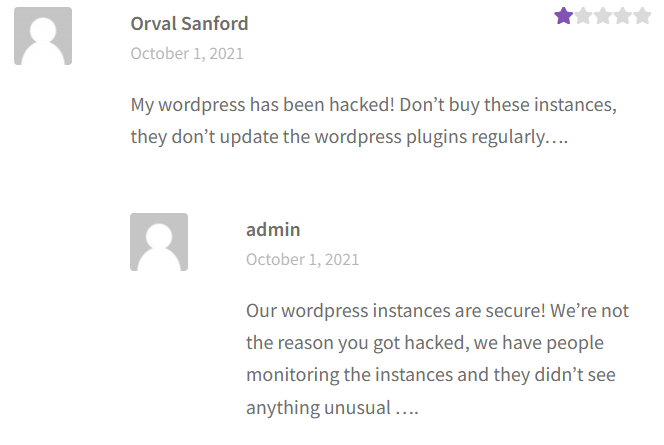 Orval Sanford
October 1, 2021
My wordpress has been hacked! Don’t buy these instances,
they don’t update the wordpress plugins regularly….
admin
October 1, 2021
Our wordpress instances are secure! We’re not
the reason you got hacked, we have people
monitoring the instances and they didn’t see
anything unusual ….